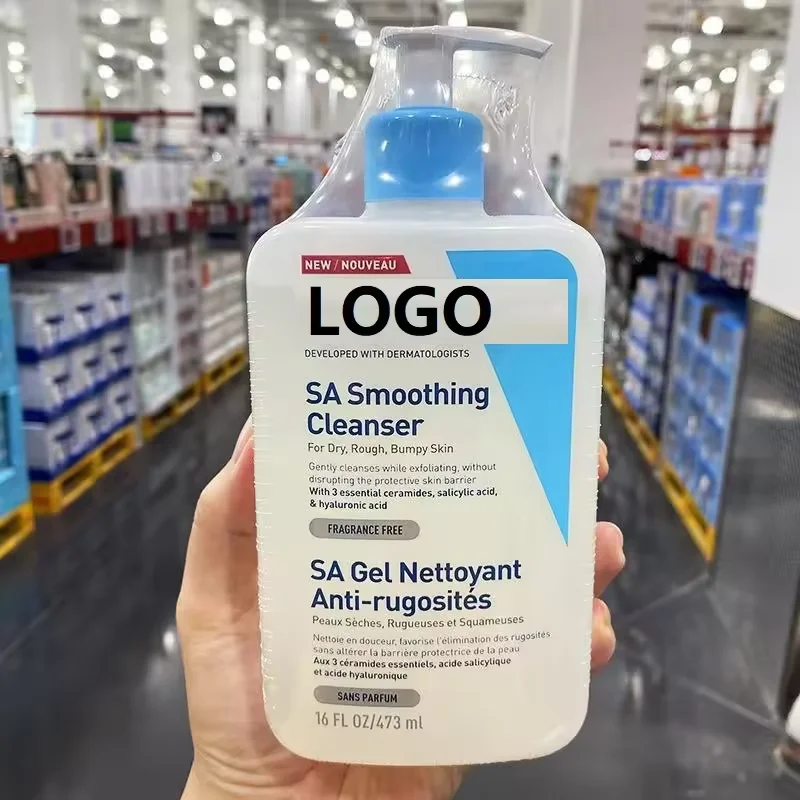 NEW / NOUVEAU
LOGO
DEVELOPED WITH DERMATOLOGISTS
SA Smoothing
Cleanser
For Dry, Rough, Bumpy Skin
Gently cleanses while exfoliating, without
disrupting the protective skin barrier
With 3 essential ceramides, salicylic acid,
& hyaluronic acid
FRAGRANCE FREE
SA Gel Nettoyant
Anti-rugosités
Peaux Sèches, Rugueuses et Squameuses
Nettoie en douceur, favorise l'élimination des rugosités
sans altérer la barrière protectrice de la peau
Aux 3 céramides essentiels, acide salicylique
et acide hyaluronique
SANS PARFUM
16 FL OZ/473 ml